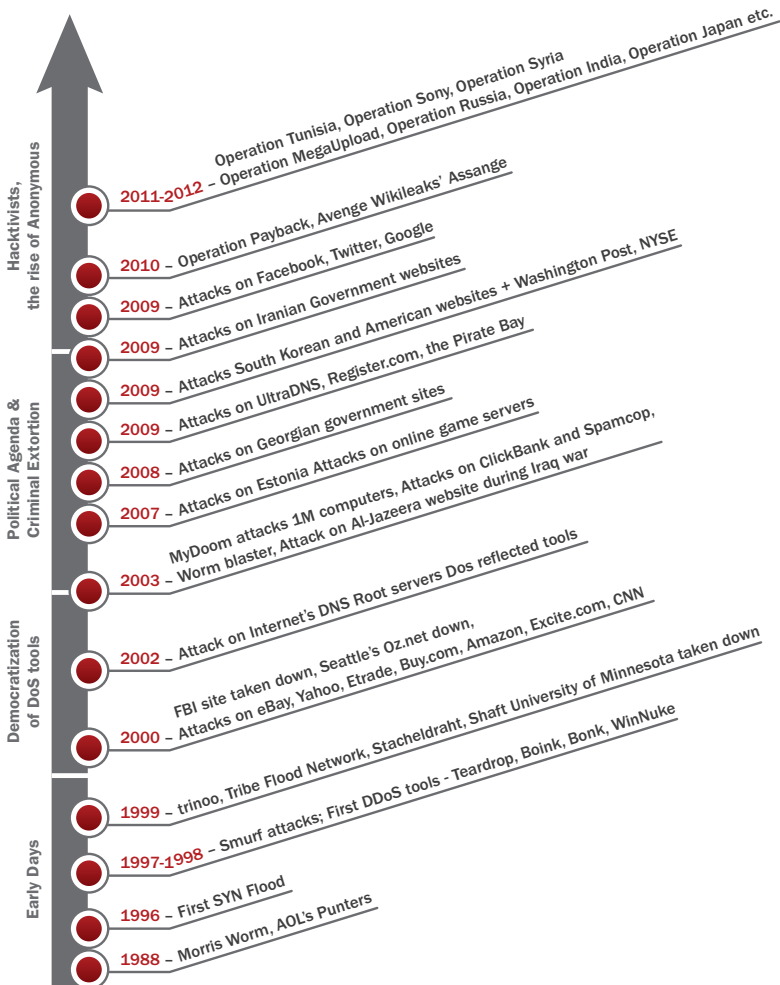 Hacktivists,
the rise of Anonymous
Operation Tunisia, Operation Sony, Operation Syria
2011-2012 – Operation MegaUpload, Operation Russia, Operation India, Operation Japan etc.
2010 – Operation Payback, Avenge Wikileaks' Assange
2009 – Attacks on Facebook, Twitter, Google
2009 – Attacks on Iranian Government websites
Political Agenda &
Criminal Extortion
2009 – Attacks South Korean and American websites + Washington Post, NYSE
2009 – Attacks on UltraDNS, Register.com, the Pirate Bay
2008 – Attacks on Georgian government sites
2007 – Attacks on Estonia Attacks on online game servers
MyDoom attacks 1M computers, Attacks on ClickBank and Spamcop,
2003 – Worm blaster, Attack on Al-Jazeera website during Iraq war
Democratization
of DoS tools
2002 – Attack on Internet's DNS Root servers Dos reflected tools
FBI site taken down, Seattle's Oz.net down,
2000 – Attacks on eBay, Yahoo, Etrade, Buy.com, Amazon, Excite.com, CNN
Early Days
1999 – trinoo, Tribe Flood Network, Stacheldraht, Shaft University of Minnesota taken down
1997-1998 – Smurf attacks; First DDoS tools - Teardrop, Boink, Bonk, WinNuke
1996 – First SYN Flood
1988 – Morris Worm, AOL's Punters